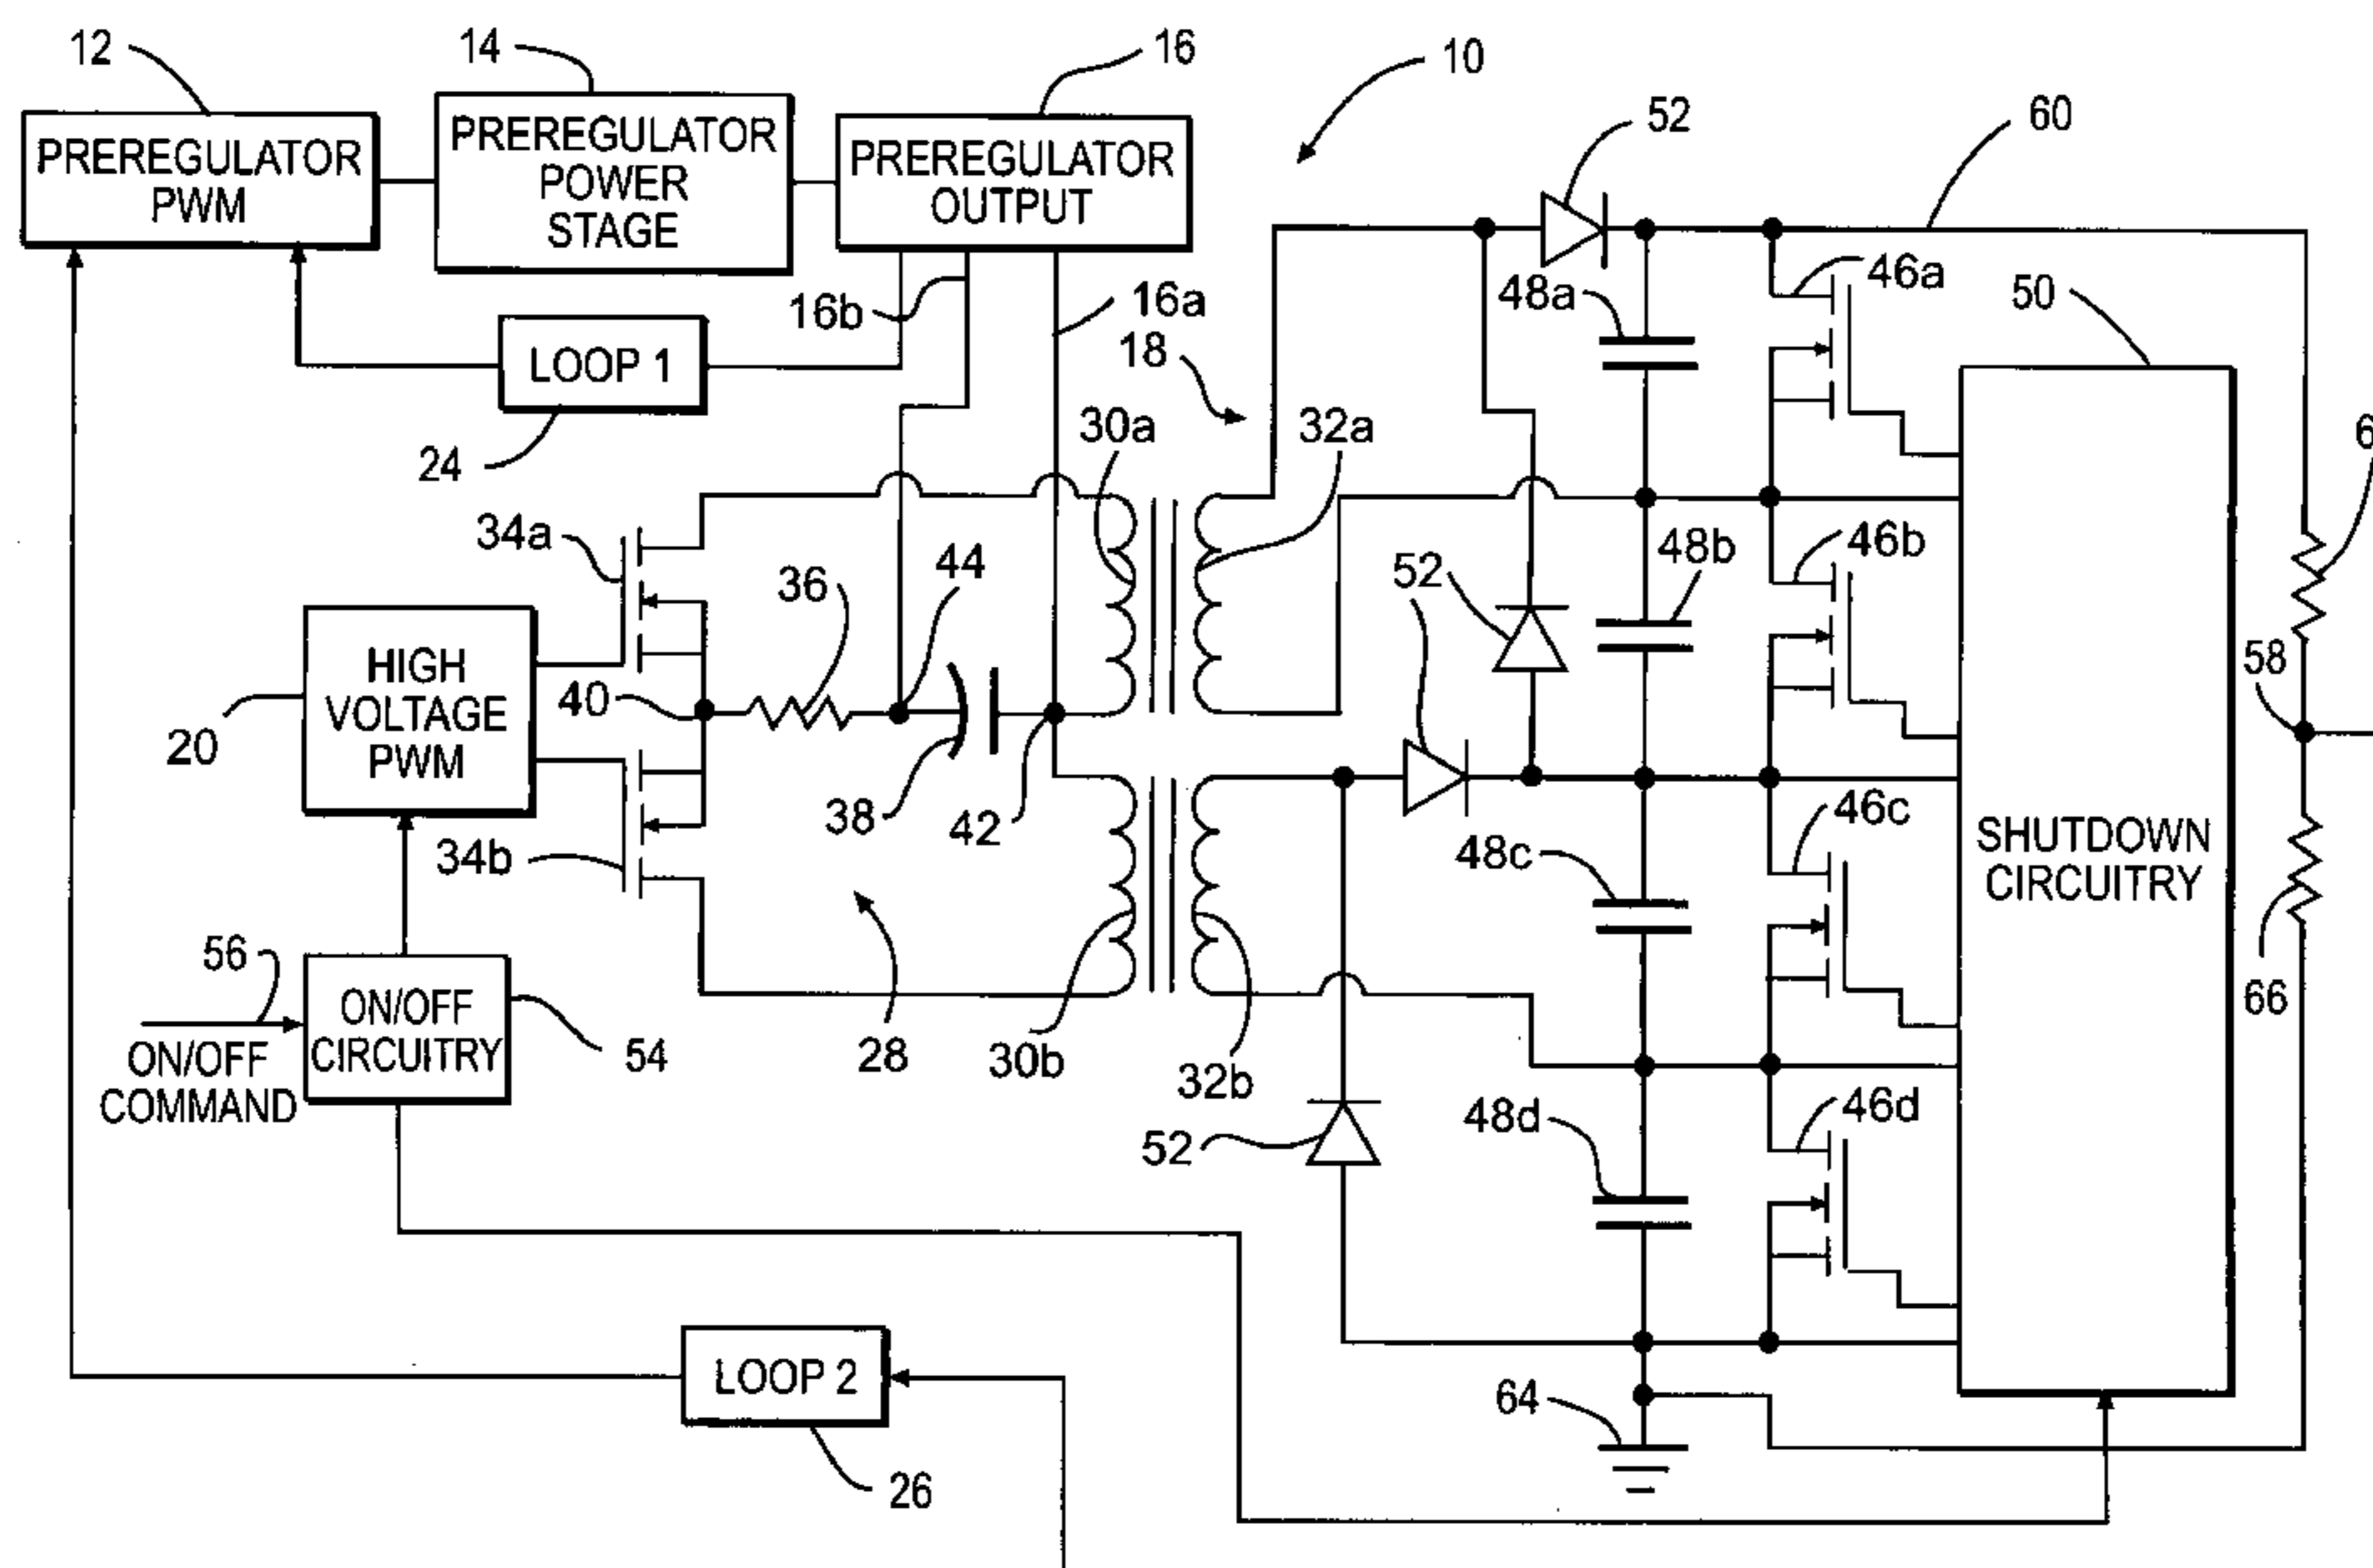 12
14
16
10
52
60
PREREGULATOR
PWM
PREREGULATOR
POWER
STAGE
PREREGULATOR
OUTPUT
16b
16a
18
48a
46a
50
LOOP 1
24
30a
32a
34a
36
44
52
48b
46b
58
HIGH
VOLTAGE
PWM
20
40
38
42
34b
48c
46c
SHUTDOWN
CIRCUITRY
66
56
ON/OFF
CIRCUITRY
54
ON/OFF
COMMAND
28
30b
32b
52
48d
46d
LOOP 2
26
64